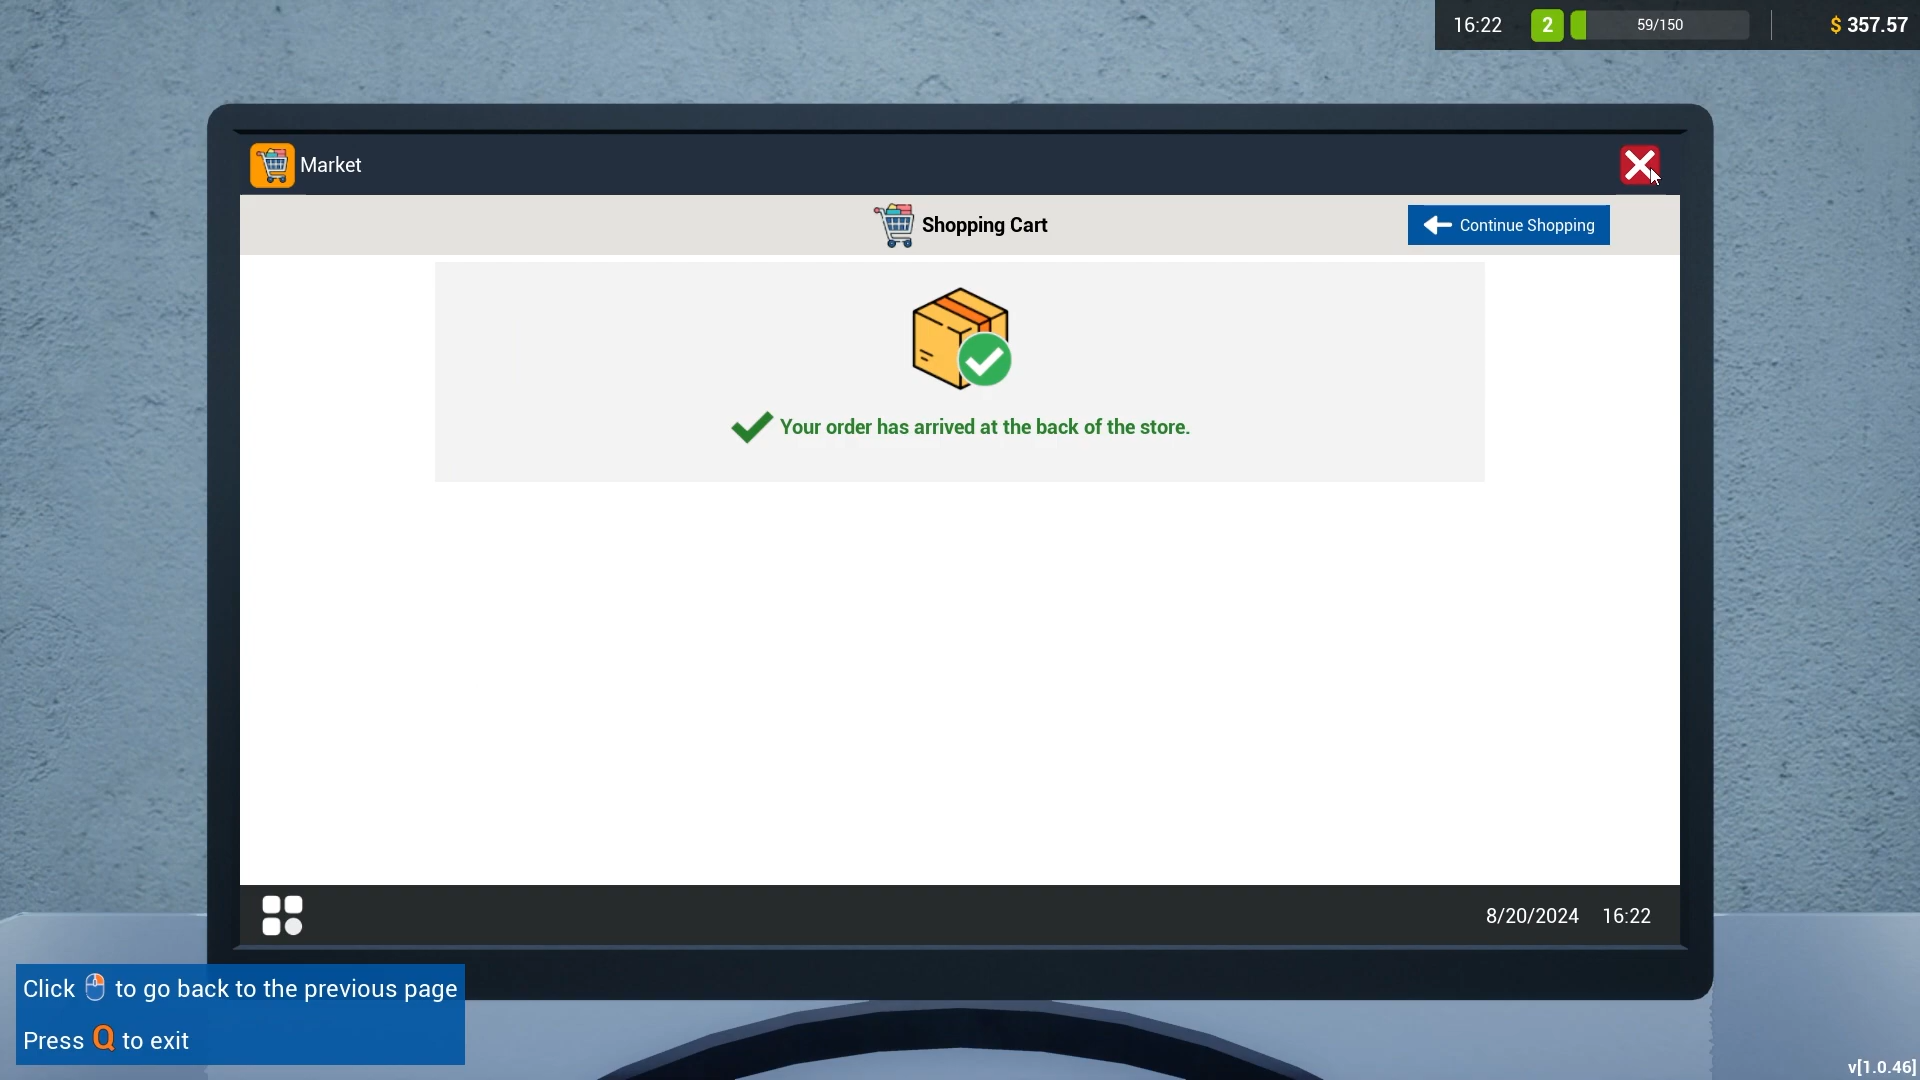 16:22 2 59/150 $ 357.57
Market
Shopping Cart
Continue Shopping
Your order has arrived at the back of the store.
8/20/2024 16:22
Click to go back to the previous page
Press Q to exit
v[1.0.46]